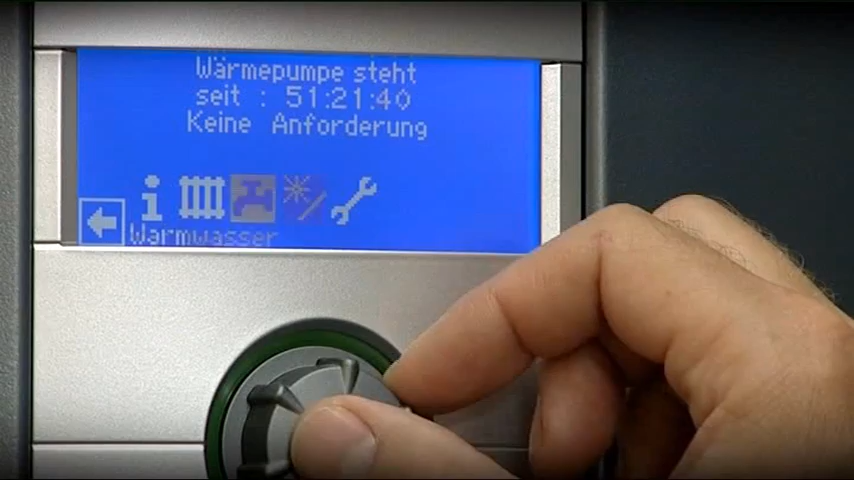 Wärmepumpe steht
seit : 51:21:40
Keine Anforderung
Warmwasser